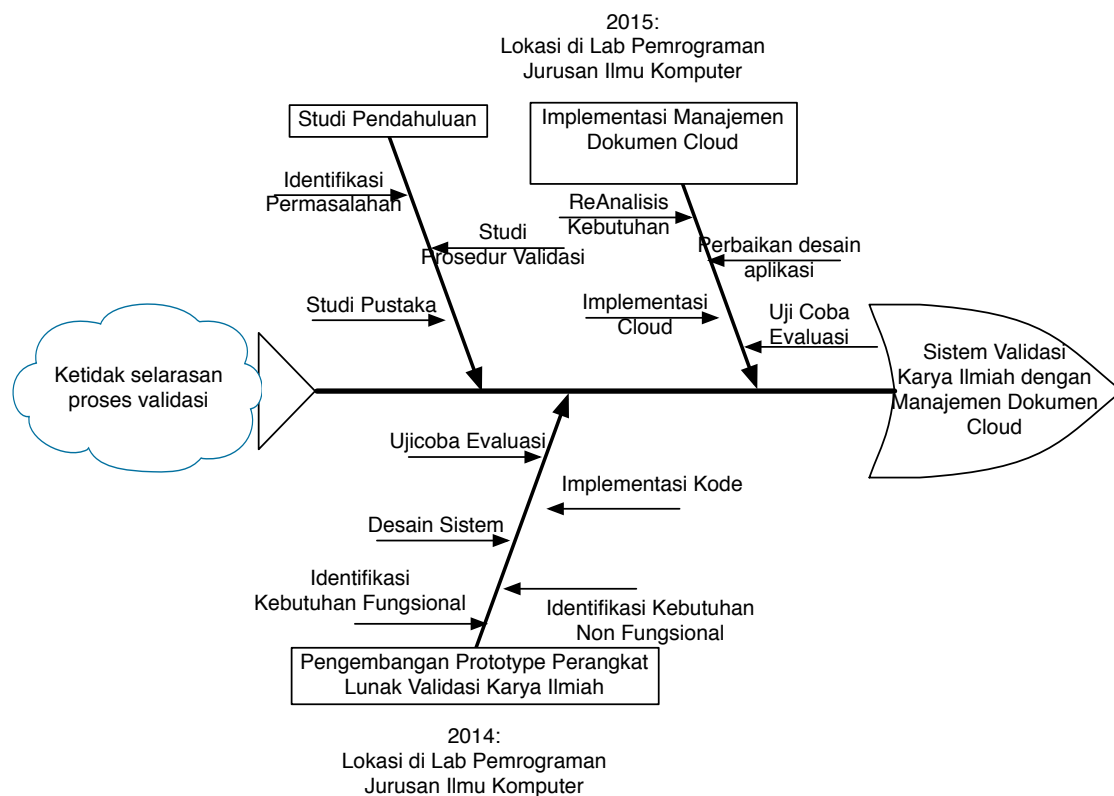 2015:
Lokasi di Lab Pemrograman
Jurusan Ilmu Komputer
Studi Pendahuluan
Implementasi Manajemen
Dokumen Cloud
Identifikasi
Permasalahan
Studi
Prosedur Validasi
Studi Pustaka
ReAnalisis
Kebutuhan
Perbaikan desain
aplikasi
Implementasi
Cloud
Uji Coba
Evaluasi
Ketidak selarasan
proses validasi
Sistem Validasi
Karya Ilmiah dengan
Manajemen Dokumen
Cloud
Ujicoba Evaluasi
Implementasi Kode
Desain Sistem
Identifikasi
Kebutuhan Fungsional
Identifikasi Kebutuhan
Non Fungsional
Pengembangan Prototype Perangkat
Lunak Validasi Karya Ilmiah
2014:
Lokasi di Lab Pemrograman
Jurusan Ilmu Komputer